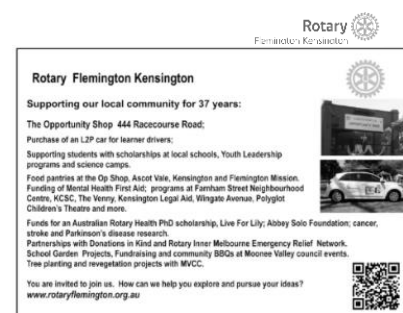 Rotary
Flemington Kensington
Rotary Flemington Kensington
Supporting our local community for 37 years:
The Opportunity Shop 444 Racecourse Road;
Purchase of an L2P car for learner drivers;
Supporting students with scholarships at local schools, Youth Leadership
programs and science camps.
Food pantries at the Op Shop, Ascot Vale, Kensington and Flemington Mission.
Funding of Mental Health First Aid; programs at Farnham Street Neighbourhood
Centre, KCSC, The Venny, Kensington Legal Aid, Wingate Avenue, Polyglot
Children's Theatre and more.
Funds for an Australian Rotary Health PhD scholarship, Live For Lily; Abbey Solo Foundation; cancer,
stroke and Parkinson's disease research.
Partnerships with Donations in Kind and Rotary Inner Melbourne Emergency Relief Network.
School Garden Projects, Fundraising and community BBQs at Moonee Valley council events.
Tree planting and revegetation projects with MVCC.
You are invited to join us. How can we help you explore and pursue your ideas?
www.rotaryflemington.org.au